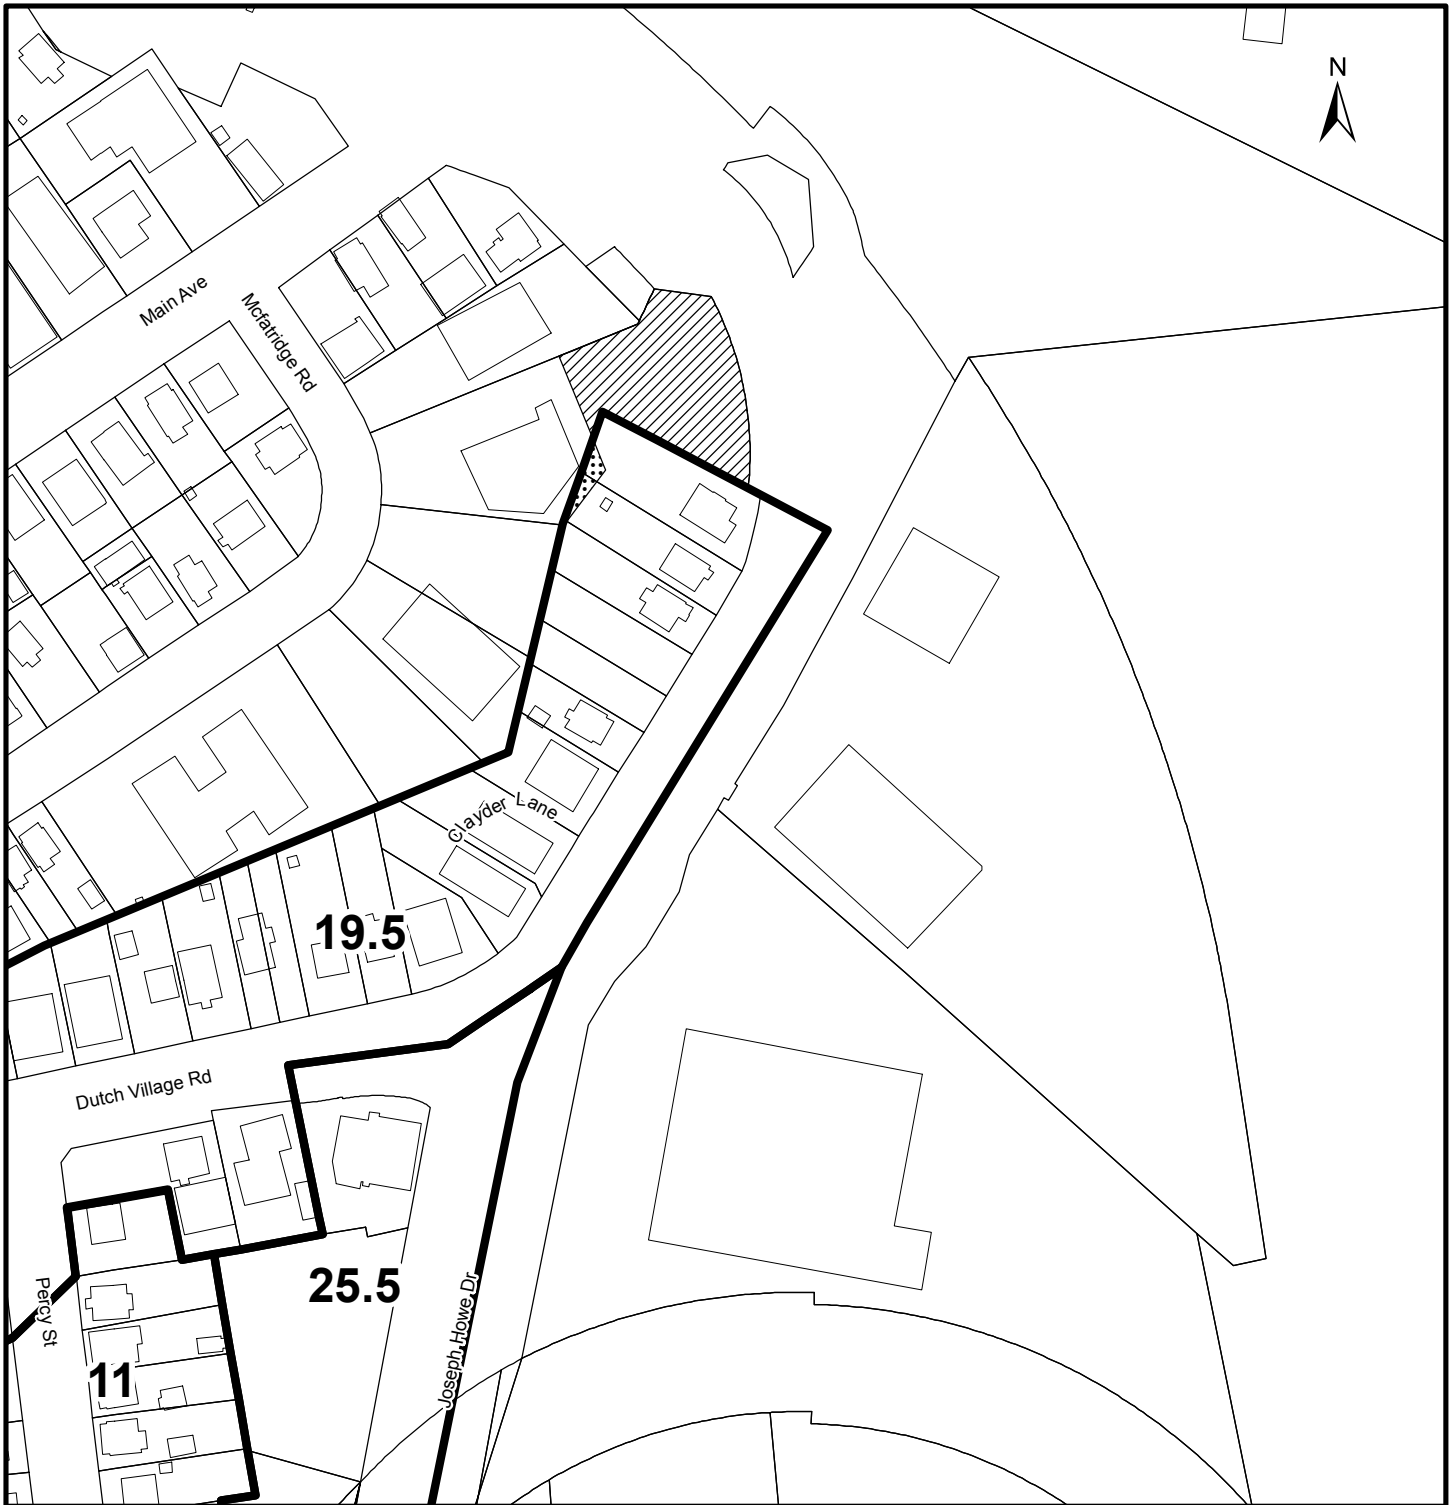 N
Main Ave
Mcfatridge Rd
Clayder Lane
19.5
Dutch Village Rd
25.5
Percy St
11
Joseph Howe Dr